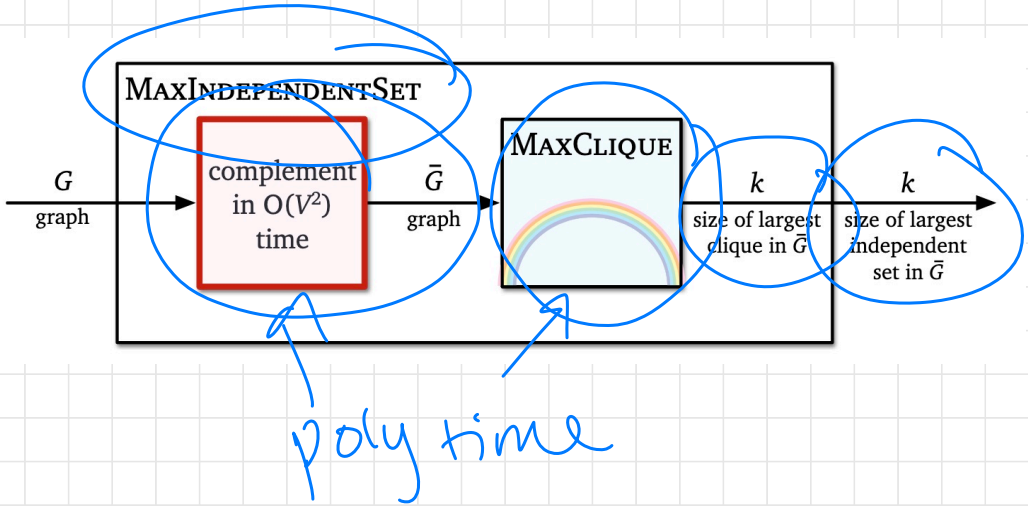 MAXINDEPENDENTSET
complement
in O(V²)
time
G
graph
Ḡ
graph
MAXCLIQUE
k
size of largest
clique in Ḡ
k
size of largest
independent
set in Ḡ
poly time